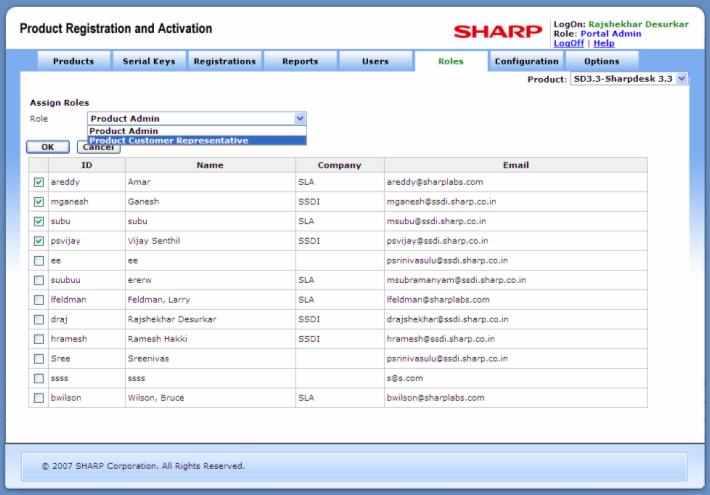 Product Registration and Activation
SHARP
LogOn: Rajshekhar Desurkar
Role: Portal Admin
LogOff | Help
Products Serial Keys Registrations Reports Users Roles Configuration Options
Product: SD3.3-Sharpdesk 3.3
Assign Roles
Role Product Admin
Product Admin
Product Customer Representative
OK Cancel
ID Name Company Email
areddy Amar SLA areddy@sharplabs.com
mganesh Ganesh SSDI mganesh@ssdi.sharp.co.in
subu subu SLA msubu@ssdi.sharp.co.in
psvijay Vijay Senthil SSDI psvijay@ssdi.sharp.co.in
ee ee psrinivasulu@ssdi.sharp.co.in
suubuu ererw SLA msubramanyam@ssdi.sharp.co.in
lfeldman Feldman, Larry SLA lfeldman@sharplabs.com
draj Rajshekhar Desurkar SSDI drajshekhar@ssdi.sharp.co.in
hramesh Ramesh Hakki SSDI hramesh@ssdi.sharp.co.in
Sree Sreenivas psrinivasulu@ssdi.sharp.co.in
ssss ssss s@s.com
bwilson Wilson, Bruce SLA bwilson@sharplabs.com
© 2007 SHARP Corporation. All Rights Reserved.